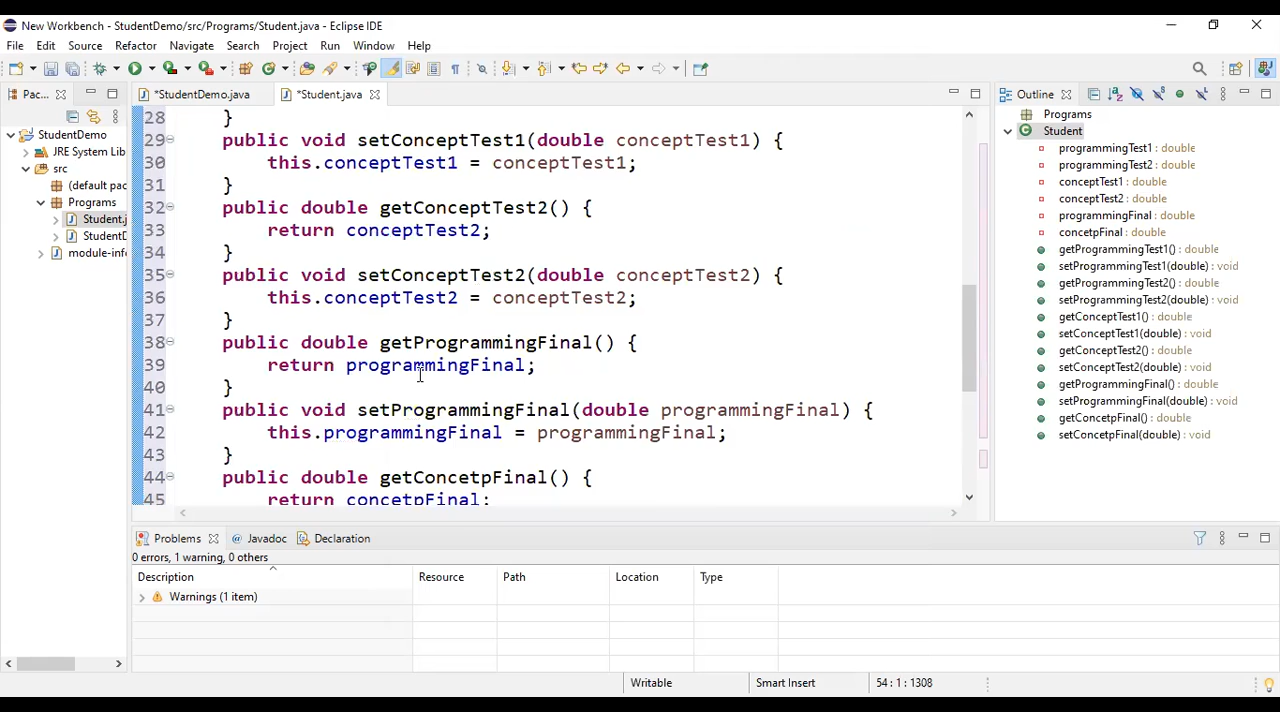 New Workbench - StudentDemo/src/Programs/Student.java - Eclipse IDE
File Edit Source Refactor Navigate Search Project Run Window Help
Pac... *StudentDemo.java *Student.java Outline
StudentDemo
JRE System Lib
src
(default pac
Programs
Student.j
StudentD
module-info
28 }
29 public void setConceptTest1(double conceptTest1) {
30 this.conceptTest1 = conceptTest1;
31 }
32 public double getConceptTest2() {
33 return conceptTest2;
34 }
35 public void setConceptTest2(double conceptTest2) {
36 this.conceptTest2 = conceptTest2;
37 }
38 public double getProgrammingFinal() {
39 return programmingFinal;
40 }
41 public void setProgrammingFinal(double programmingFinal) {
42 this.programmingFinal = programmingFinal;
43 }
44 public double getConcetpFinal() {
45 return concetpFinal;
Programs
Student
programmingTest1 : double
programmingTest2 : double
conceptTest1 : double
conceptTest2 : double
programmingFinal : double
concetpFinal : double
getProgrammingTest1() : double
setProgrammingTest1(double) : void
getProgrammingTest2() : double
setProgrammingTest2(double) : void
getConceptTest1() : double
setConceptTest1(double) : void
getConceptTest2() : double
setConceptTest2(double) : void
getProgrammingFinal() : double
setProgrammingFinal(double) : void
getConcetpFinal() : double
setConcetpFinal(double) : void
Problems Javadoc Declaration
0 errors, 1 warning, 0 others
Description Resource Path Location Type
Warnings (1 item)
Writable Smart Insert 54 : 1 : 1308